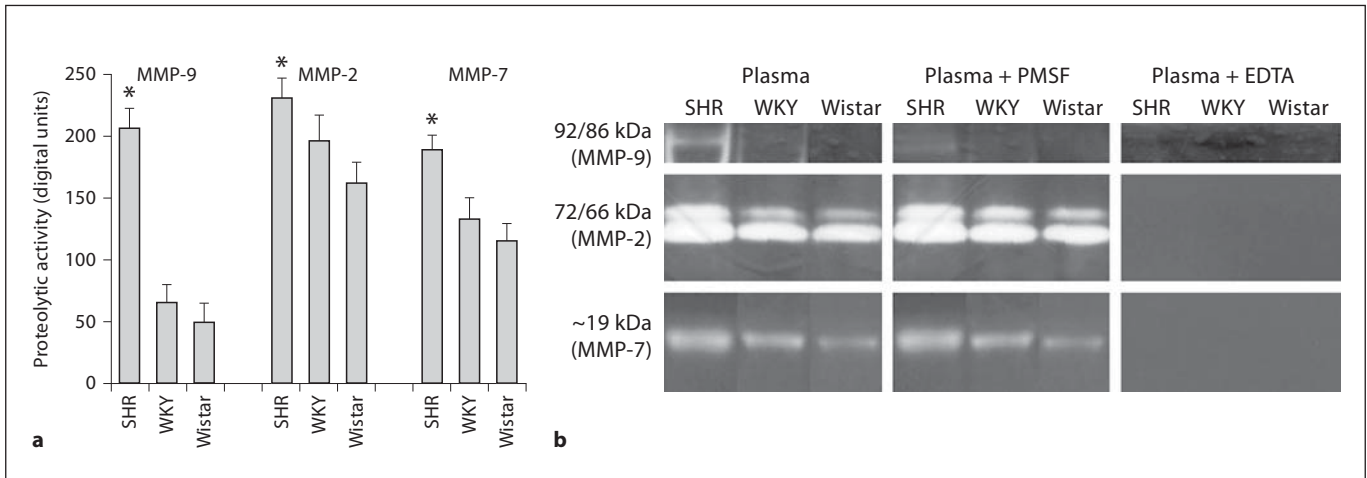 Proteolytic activity (digital units)
250
200
150
100
50
0
MMP-9
MMP-2
MMP-7
*
*
*
SHR
WKY
Wistar
SHR
WKY
Wistar
SHR
WKY
Wistar
a
Plasma
Plasma + PMSF
Plasma + EDTA
SHR WKY Wistar
SHR WKY Wistar
SHR WKY Wistar
92/86 kDa
(MMP-9)
72/66 kDa
(MMP-2)
~19 kDa
(MMP-7)
b